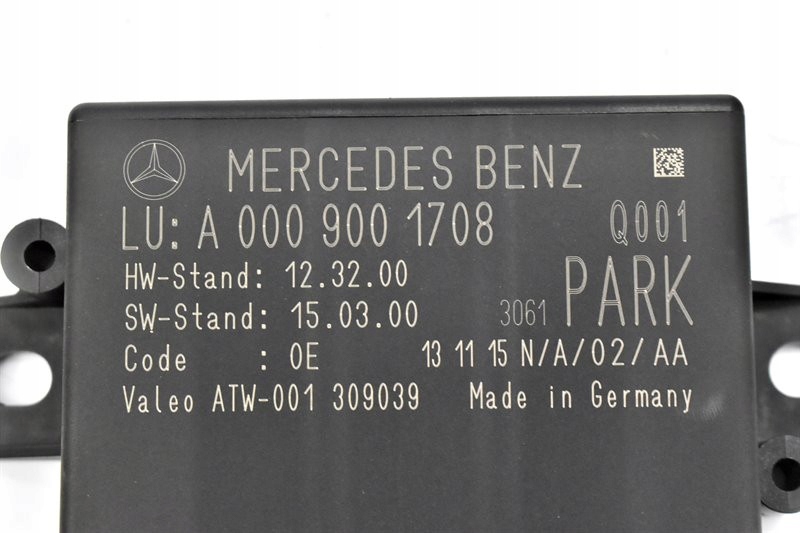 MERCEDES BENZ
LU: A 000 900 1708 Q001
HW-Stand: 12.32.00
SW-Stand: 15.03.00 3061 PARK
Code : 0E 13 11 15 N/A/02/AA
Valeo ATW-001 309039 Made in Germany